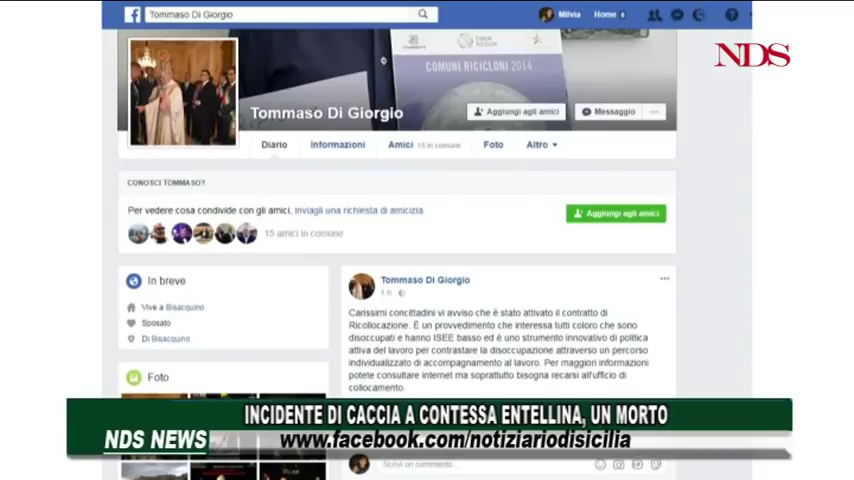 Tommaso Di Giorgio
Milvia
Home
NDS
COMUNI RICICLONI 2014
Tommaso Di Giorgio
Aggiungi agli amici
Messaggio
Diario
Informazioni
Amici 15 in comune
Foto
Altro
CONOSCI TOMMASO?
Per vedere cosa condivide con gli amici, inviagli una richiesta di amicizia.
Aggiungi agli amici
15 amici in comune
In breve
Vive a Bisacquino
Sposato
Di Bisacquino
Foto
Tommaso Di Giorgio
1 h
Carissimi concittadini vi avviso che è stato attivato il contratto di
Ricollocazione. È un provvedimento che interessa tutti coloro che sono
disoccupati e hanno ISEE basso ed è uno strumento innovativo di politica
attiva del lavoro per contrastare la disoccupazione attraverso un percorso
individualizzato di accompagnamento al lavoro. Per maggiori informazioni
potete consultare internet ma soprattutto bisogna recarsi all'ufficio di
collocamento.
INCIDENTE DI CACCIA A CONTESSA ENTELLINA, UN MORTO
NDS NEWS
www.facebook.com/notiziariodisicilia
Scrivi un commento...